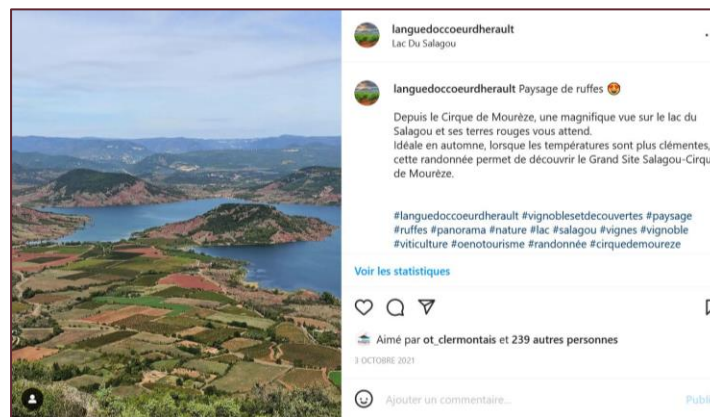 languedoccoeurdherault
Lac Du Salagou
languedoccoeurdherault Paysage de ruffes 😍
Depuis le Cirque de Mourèze, une magnifique vue sur le lac du
Salagou et ses terres rouges vous attend.
Idéale en automne, lorsque les températures sont plus clémentes,
cette randonnée permet de découvrir le Grand Site Salagou-Cirqu
de Mourèze.
#languedoccoeurdherault #vignoblesetdecouvertes #paysage
#ruffes #panorama #nature #lac #salagou #vignes #vignoble
#viticulture #oenotourisme #randonnée #cirquedemoureze
Voir les statistiques
Aimé par ot_clermontais et 239 autres personnes
3 OCTOBRE 2021
Ajouter un commentaire...
Publi